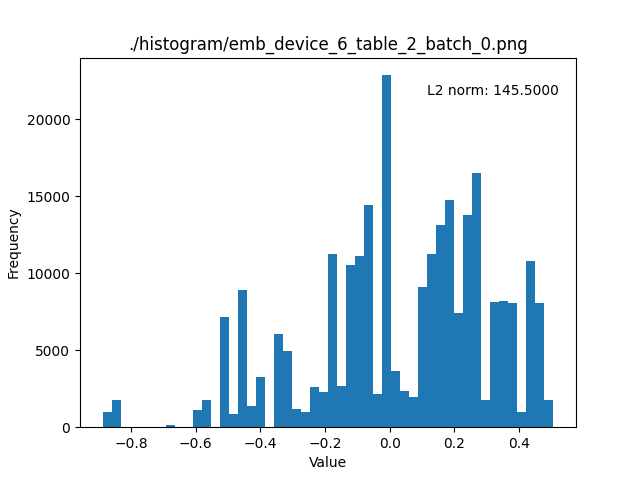 ./histogram/emb_device_6_table_2_batch_0.png
L2 norm: 145.5000
Frequency
20000
15000
10000
5000
0
−0.8 −0.6 −0.4 −0.2 0.0 0.2 0.4
Value